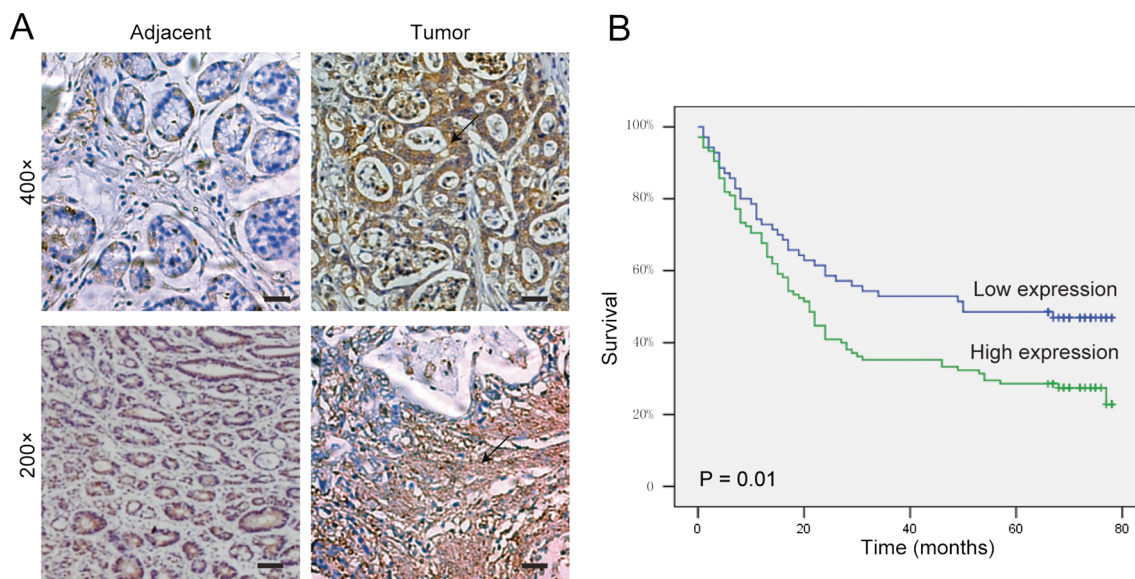 A
Adjacent
Tumor
400×
200×
B
Survival
100%
80%
60%
40%
20%
0
Low expression
High expression
P = 0.01
0
20
40
60
80
Time (months)